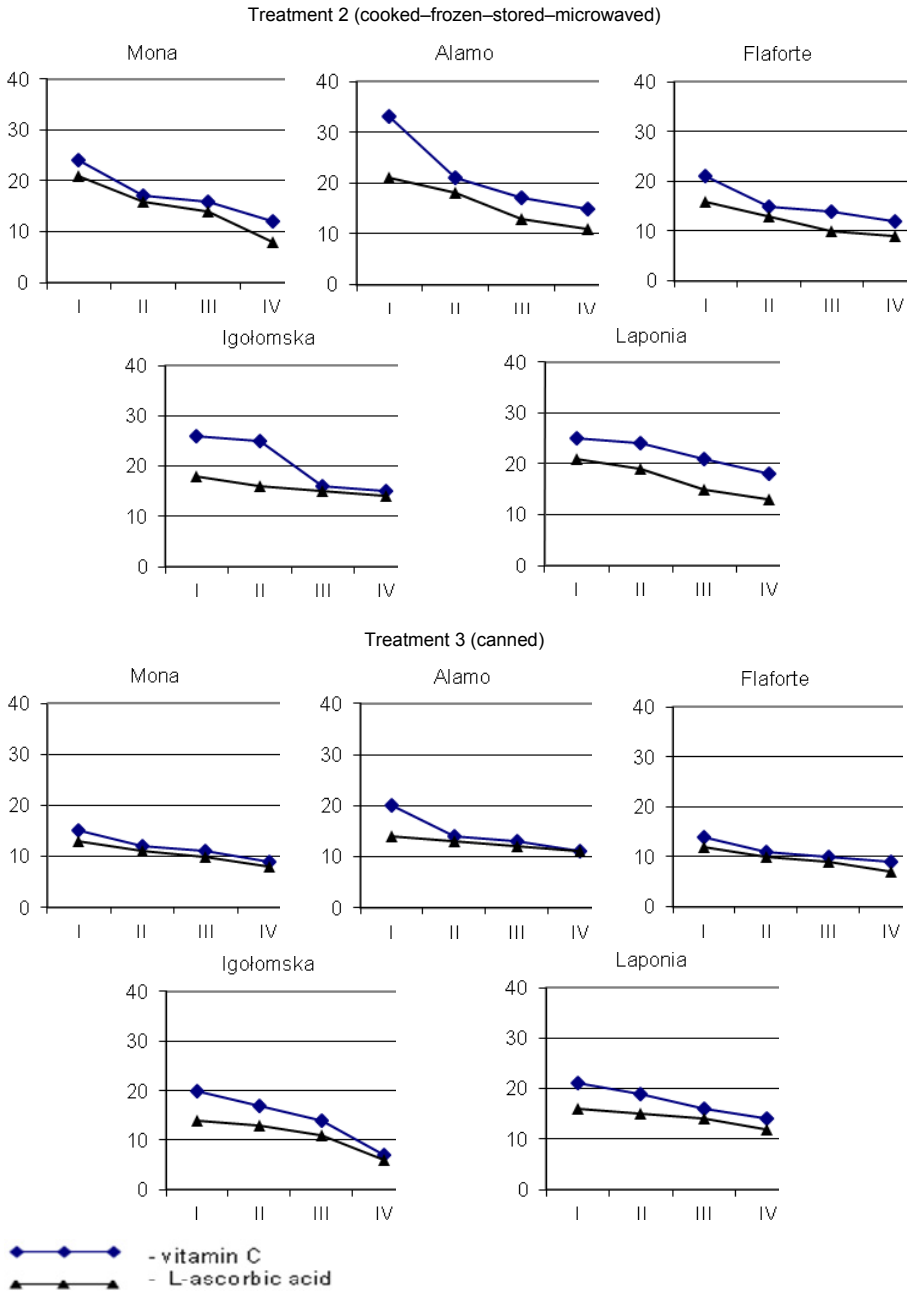 Treatment 2 (cooked–frozen–stored–microwaved)
Mona
40
30
20
10
0
I II III IV
Alamo
40
30
20
10
0
I II III IV
Flaforte
40
30
20
10
0
I II III IV
Igołomska
40
30
20
10
0
I II III IV
Laponia
40
30
20
10
0
I II III IV
Treatment 3 (canned)
Mona
40
30
20
10
0
I II III IV
Alamo
40
30
20
10
0
I II III IV
Flaforte
40
30
20
10
0
I II III IV
Igołomska
40
30
20
10
0
I II III IV
Laponia
40
30
20
10
0
I II III IV
- vitamin C
- L-ascorbic acid